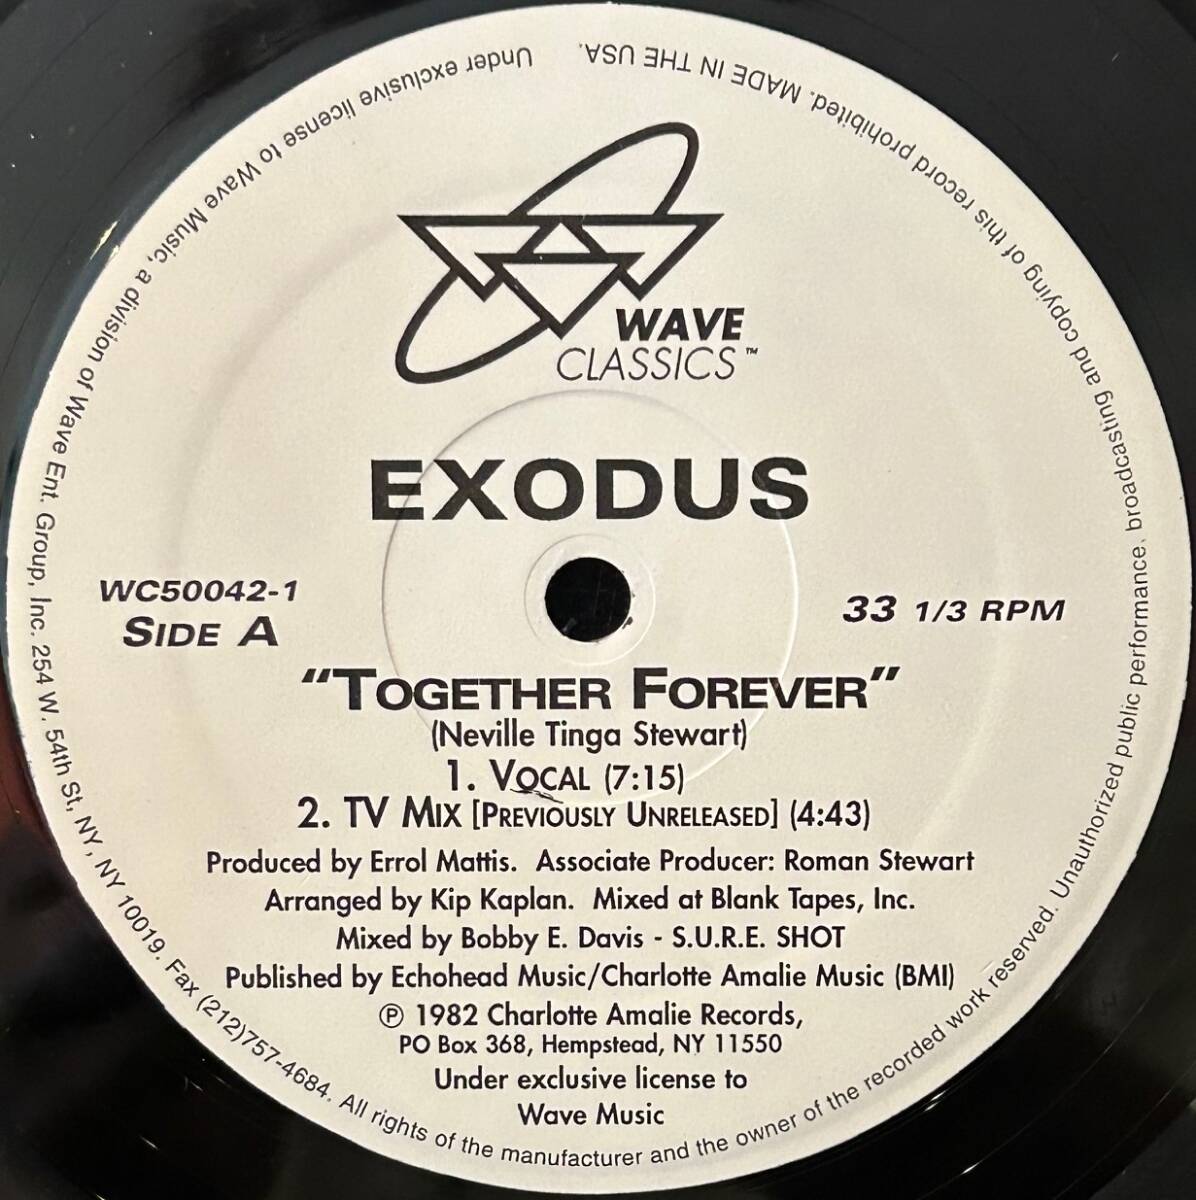 WAVE
CLASSICS™
EXODUS
WC50042-1
SIDE A
33 1/3 RPM
"TOGETHER FOREVER"
(Neville Tinga Stewart)
1. VOCAL (7:15)
2. TV MIX [PREVIOUSLY UNRELEASED] (4:43)
Produced by Errol Mattis. Associate Producer: Roman Stewart
Arranged by Kip Kaplan. Mixed at Blank Tapes, Inc.
Mixed by Bobby E. Davis - S.U.R.E. SHOT
Published by Echohead Music/Charlotte Amalie Music (BMI)
℗ 1982 Charlotte Amalie Records,
PO Box 368, Hempstead, NY 11550
Under exclusive license to
Wave Music
Under exclusive license to Wave Music, a division of Wave Ent. Group, Inc. 254 W. 54th St, NY, NY 10019. Fax (212)757-4684. All rights of the manufacturer and the owner of the recorded work reserved. Unauthorized public performance, broadcasting and copying of this record prohibited. MADE IN THE USA.